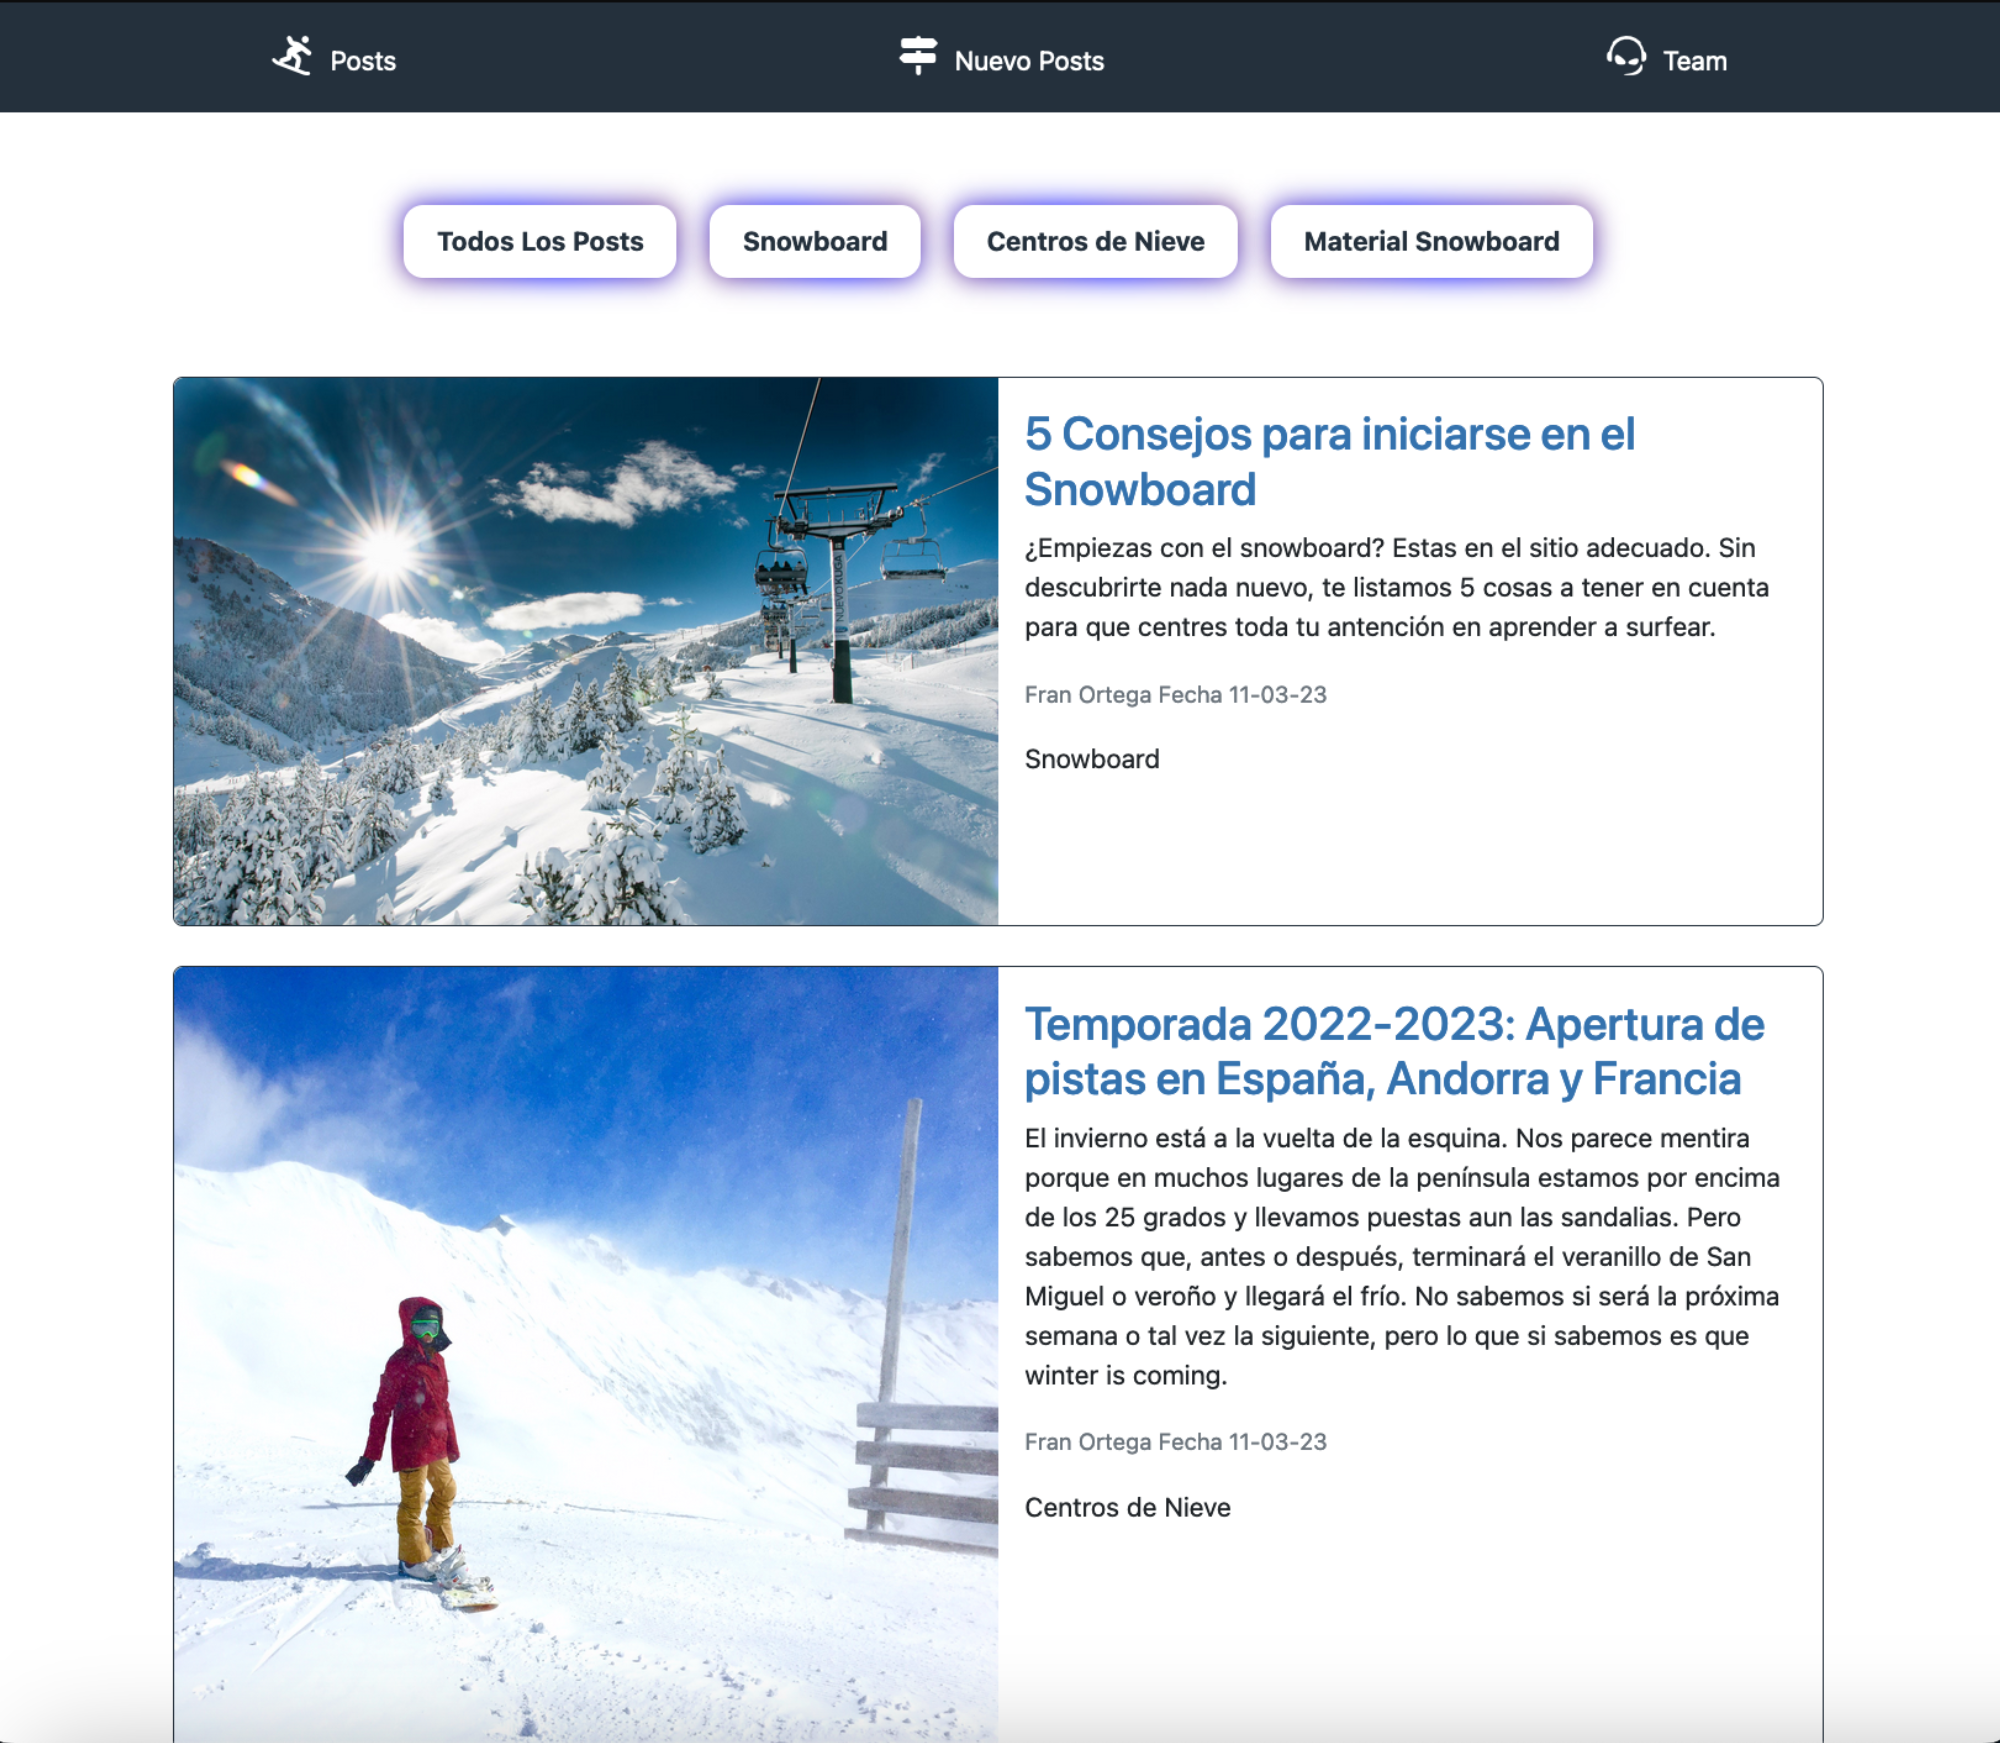 Posts
Nuevo Posts
Team
Todos Los Posts
Snowboard
Centros de Nieve
Material Snowboard
5 Consejos para iniciarse en el
Snowboard
¿Empiezas con el snowboard? Estas en el sitio adecuado. Sin
descubrirte nada nuevo, te listamos 5 cosas a tener en cuenta
para que centres toda tu antención en aprender a surfear.
Fran Ortega Fecha 11-03-23
Snowboard
Temporada 2022-2023: Apertura de
pistas en España, Andorra y Francia
El invierno está a la vuelta de la esquina. Nos parece mentira
porque en muchos lugares de la península estamos por encima
de los 25 grados y llevamos puestas aun las sandalias. Pero
sabemos que, antes o después, terminará el veranillo de San
Miguel o veroño y llegará el frío. No sabemos si será la próxima
semana o tal vez la siguiente, pero lo que si sabemos es que
winter is coming.
Fran Ortega Fecha 11-03-23
Centros de Nieve